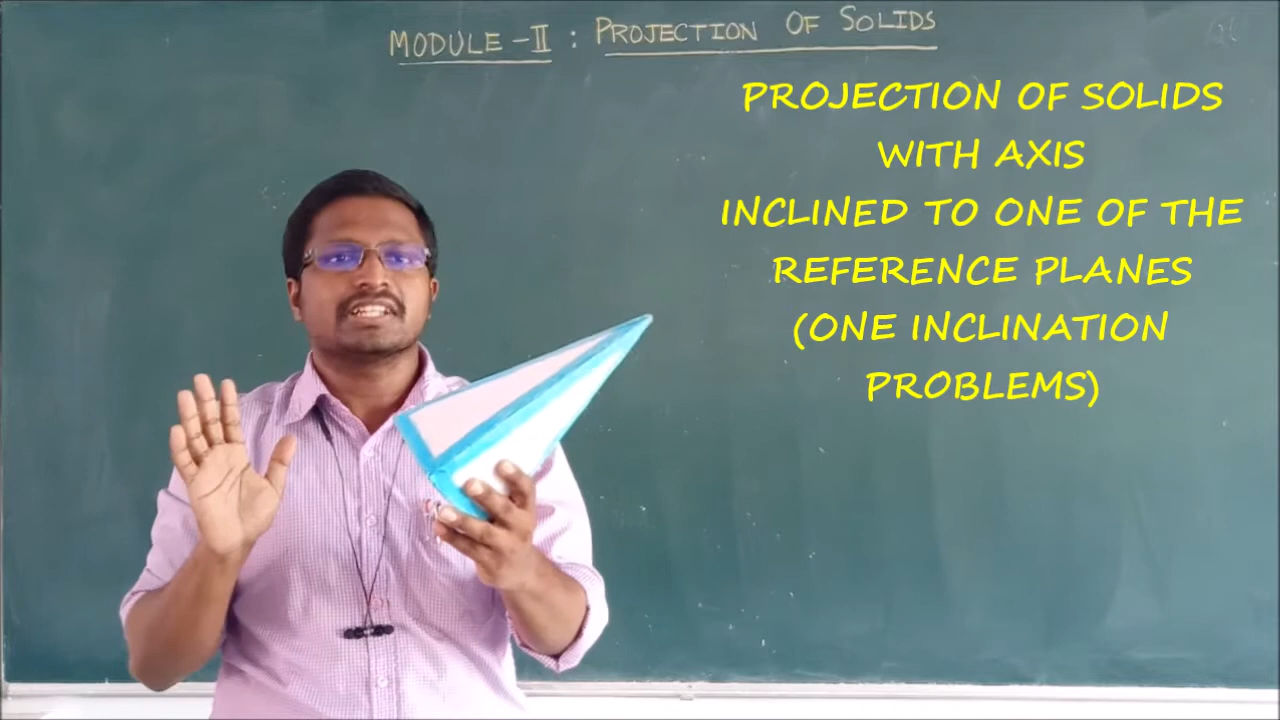 MODULE - II : PROJECTION OF SOLIDS
PROJECTION OF SOLIDS
WITH AXIS
INCLINED TO ONE OF THE
REFERENCE PLANES
(ONE INCLINATION
PROBLEMS)